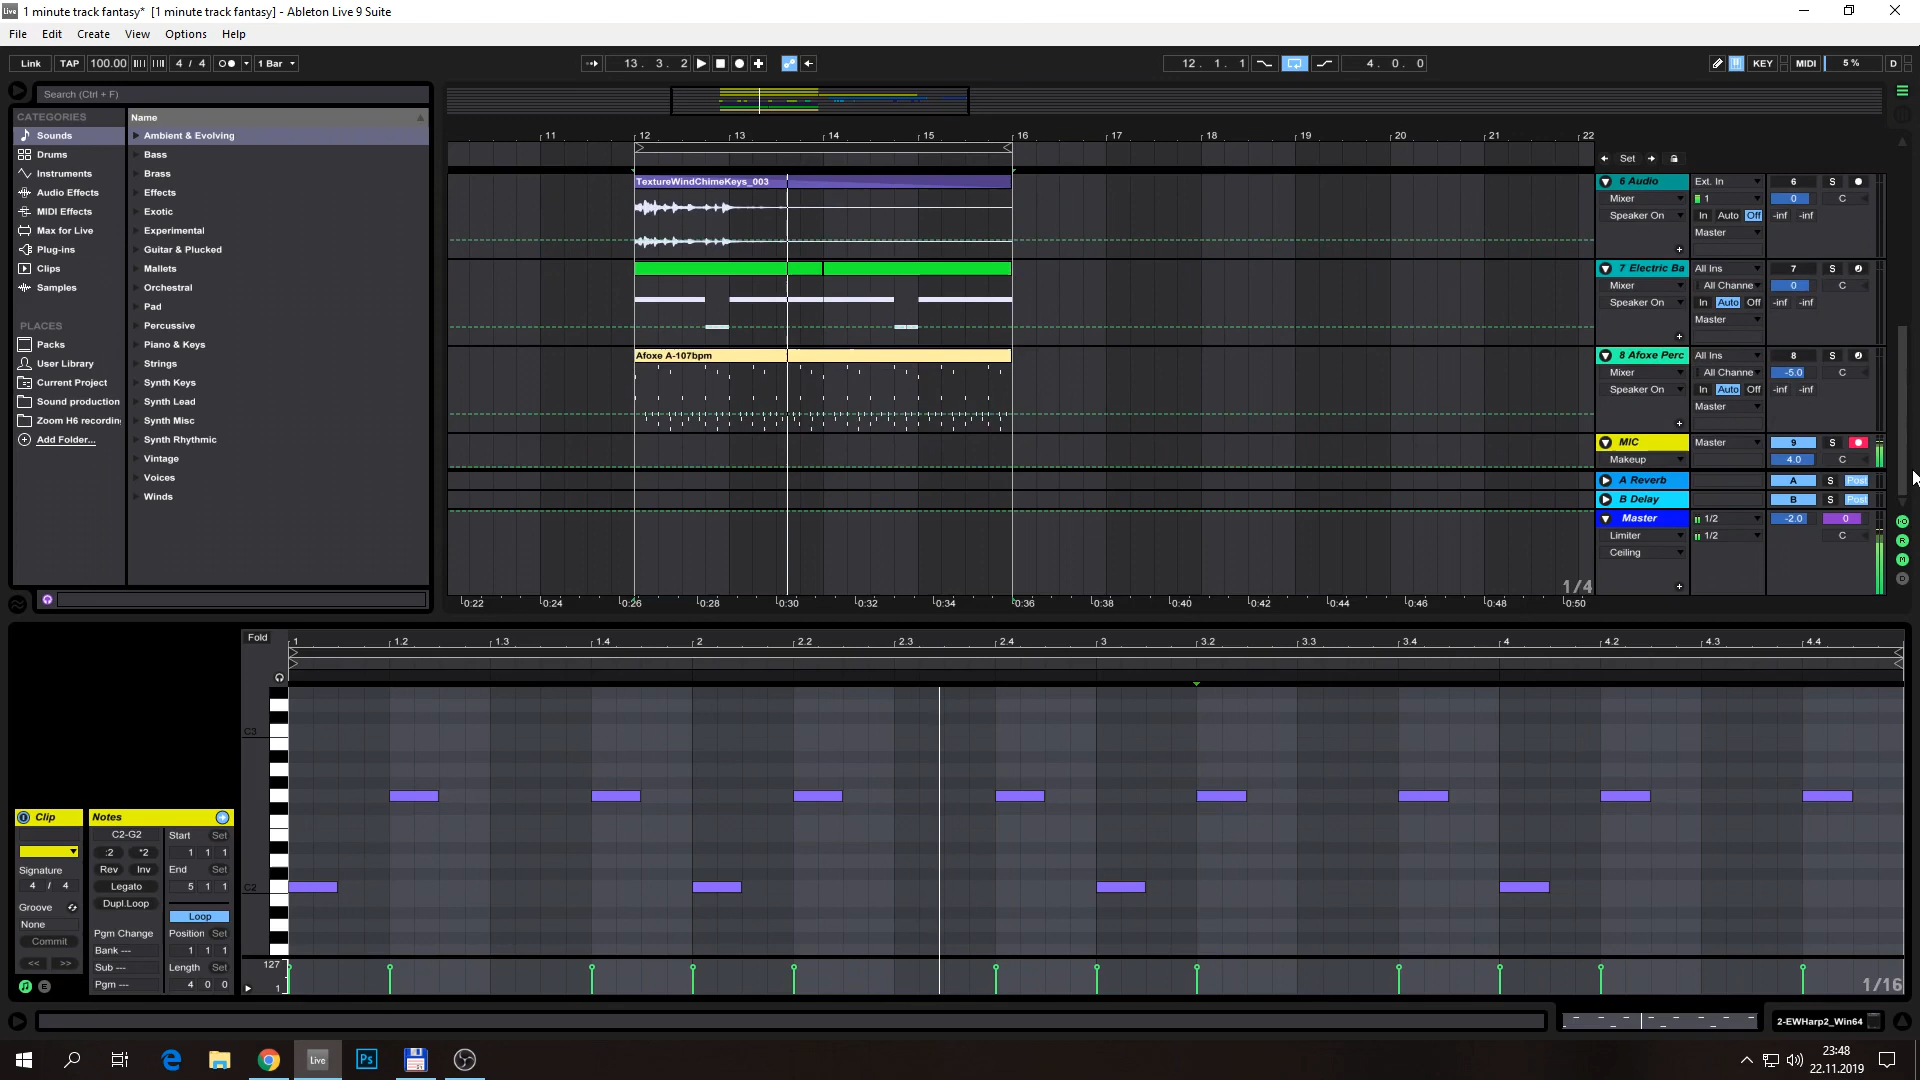 1 minute track fantasy*  [1 minute track fantasy] - Ableton Live 9 Suite
File Edit Create View Options Help
Link TAP 100.00 4 / 4 1 Bar 13. 3. 2 12. 1. 1 4. 0. 0 KEY MIDI 5 % D
Search (Ctrl + F)
CATEGORIES
Sounds
Drums
Instruments
Audio Effects
MIDI Effects
Max for Live
Plug-ins
Clips
Samples
PLACES
Packs
User Library
Current Project
Sound production
Zoom H6 recording
Add Folder...
Name
Ambient & Evolving
Bass
Brass
Effects
Exotic
Experimental
Guitar & Plucked
Mallets
Orchestral
Pad
Percussive
Piano & Keys
Strings
Synth Keys
Synth Lead
Synth Misc
Synth Rhythmic
Vintage
Voices
Winds
11 12 13 14 15 16 17 18 19 20 21 22
Set
TextureWindChimeKeys_003
Afoxe A-107bpm
1/4
0:22 0:24 0:26 0:28 0:30 0:32 0:34 0:36 0:38 0:40 0:42 0:44 0:46 0:48 0:50
6 Audio Ext. In 6 S
Mixer 1 0 C
Speaker On In Auto Off -inf -inf
Master
7 Electric Ba All Ins 7 S
Mixer All Channe 0 C
Speaker On In Auto Off -inf -inf
Master
8 Afoxe Perc All Ins 8 S
Mixer All Channe -5.0 C
Speaker On In Auto Off -inf -inf
Master
MIC Master 9 S
Makeup 4.0 C
A Reverb A S Post
B Delay B S Post
Master 1/2 -2.0 0
Limiter 1/2 C
Ceiling
I-O
R
M
D
Fold
1 1.2 1.3 1.4 2 2.2 2.3 2.4 3 3.2 3.3 3.4 4 4.2 4.3 4.4
C3
C2
127
1
1/16
Clip
Signature
4 / 4
Groove
None
Commit
<< >>
E
Notes
C2-G2
:2 *2
Rev Inv
Legato
Dupl.Loop
Pgm Change
Bank ---
Sub ---
Pgm ---
Start Set
1 1 1
End Set
5 1 1
Loop
Position Set
1 1 1
Length Set
4 0 0
2-EWHarp2_Win64
Live
Ps
23:48
22.11.2019